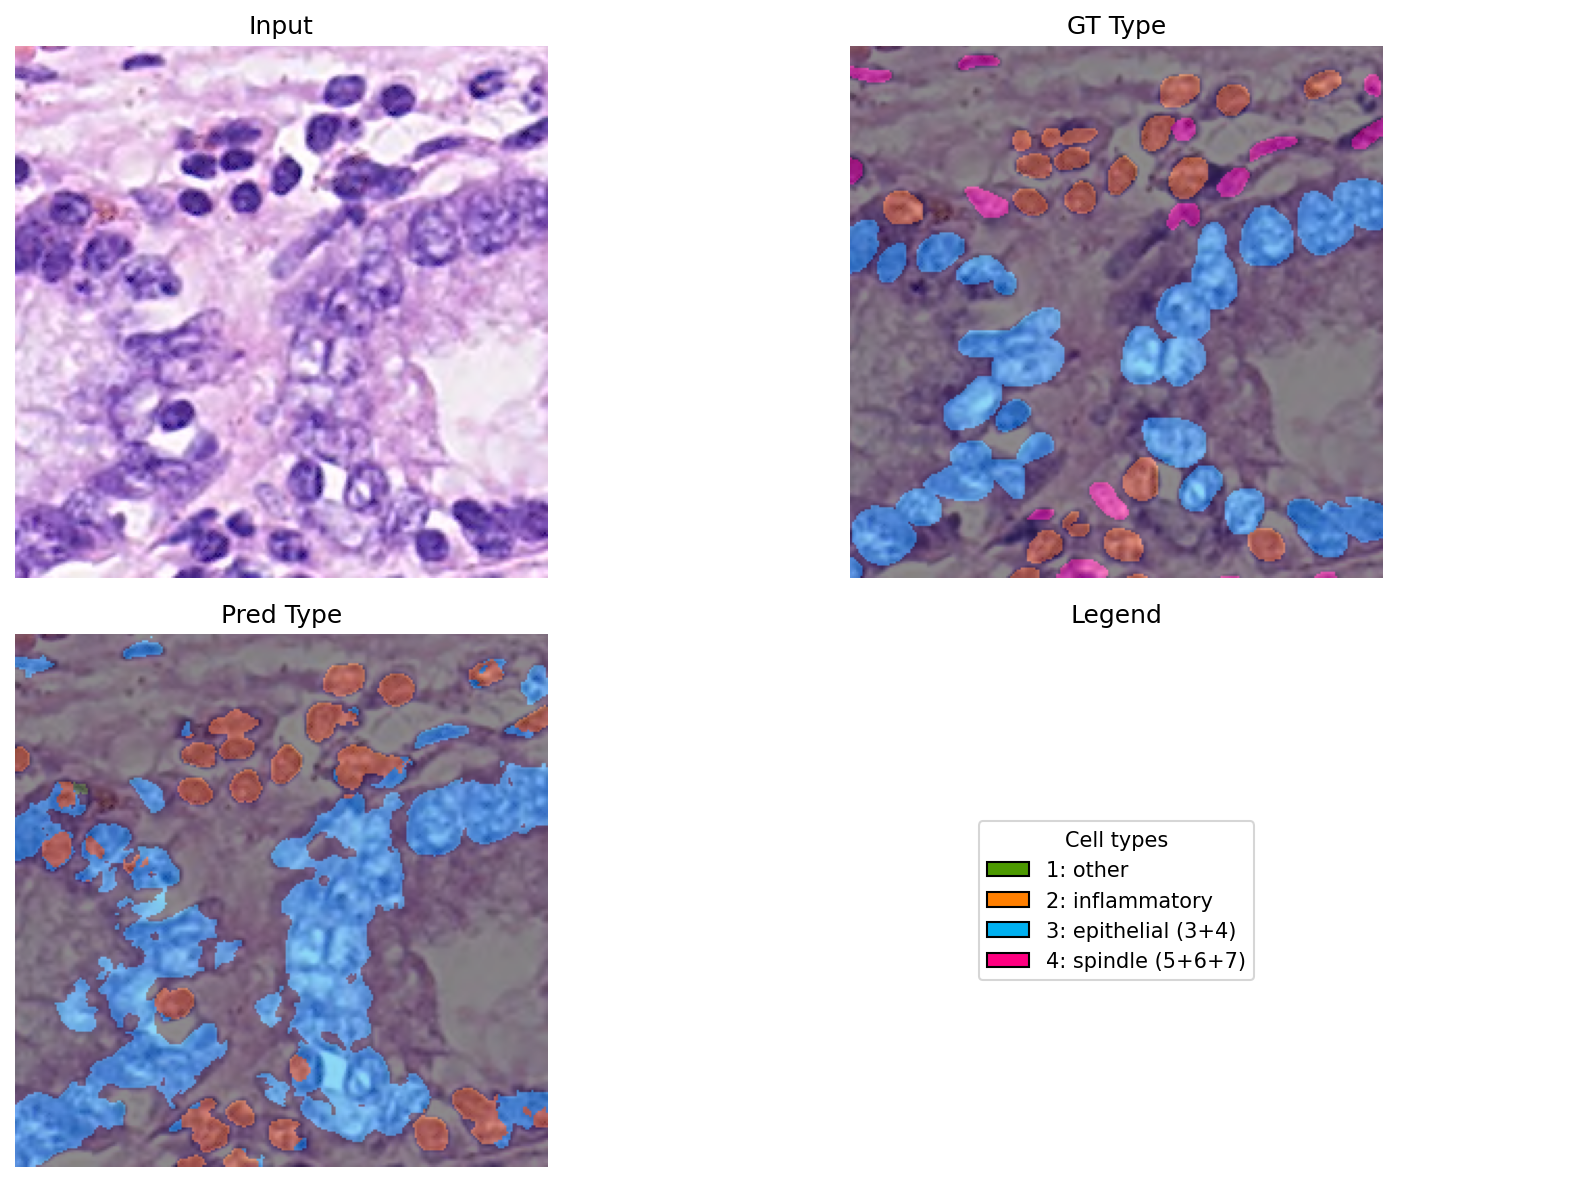 Input
GT Type
Pred Type
Legend
Cell types
1: other
2: inflammatory
3: epithelial (3+4)
4: spindle (5+6+7)